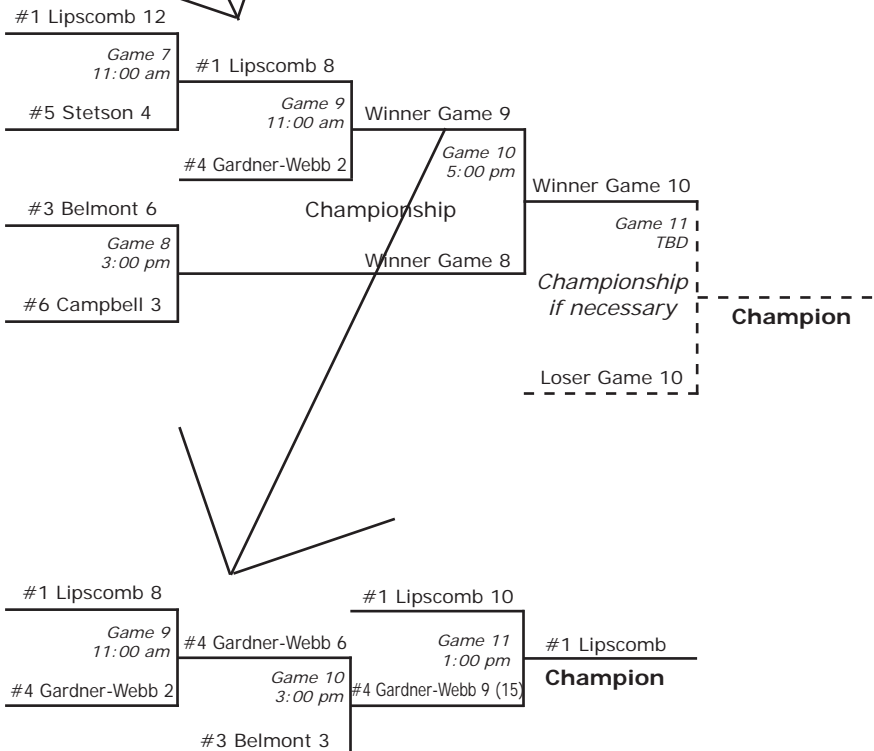 #1 Lipscomb 12
Game 7
11:00 am
#5 Stetson 4
#1 Lipscomb 8
Game 9
11:00 am
#4 Gardner-Webb 2
#3 Belmont 6
Game 8
3:00 pm
#6 Campbell 3
Winner Game 9
Game 10
5:00 pm
Championship
Winner Game 8
Winner Game 10
Game 11
TBD
Championship
if necessary
Loser Game 10
Champion
#1 Lipscomb 8
Game 9
11:00 am
#4 Gardner-Webb 2
#4 Gardner-Webb 6
Game 10
3:00 pm
#3 Belmont 3
#1 Lipscomb 10
Game 11
1:00 pm
#4 Gardner-Webb 9 (15)
#1 Lipscomb
Champion